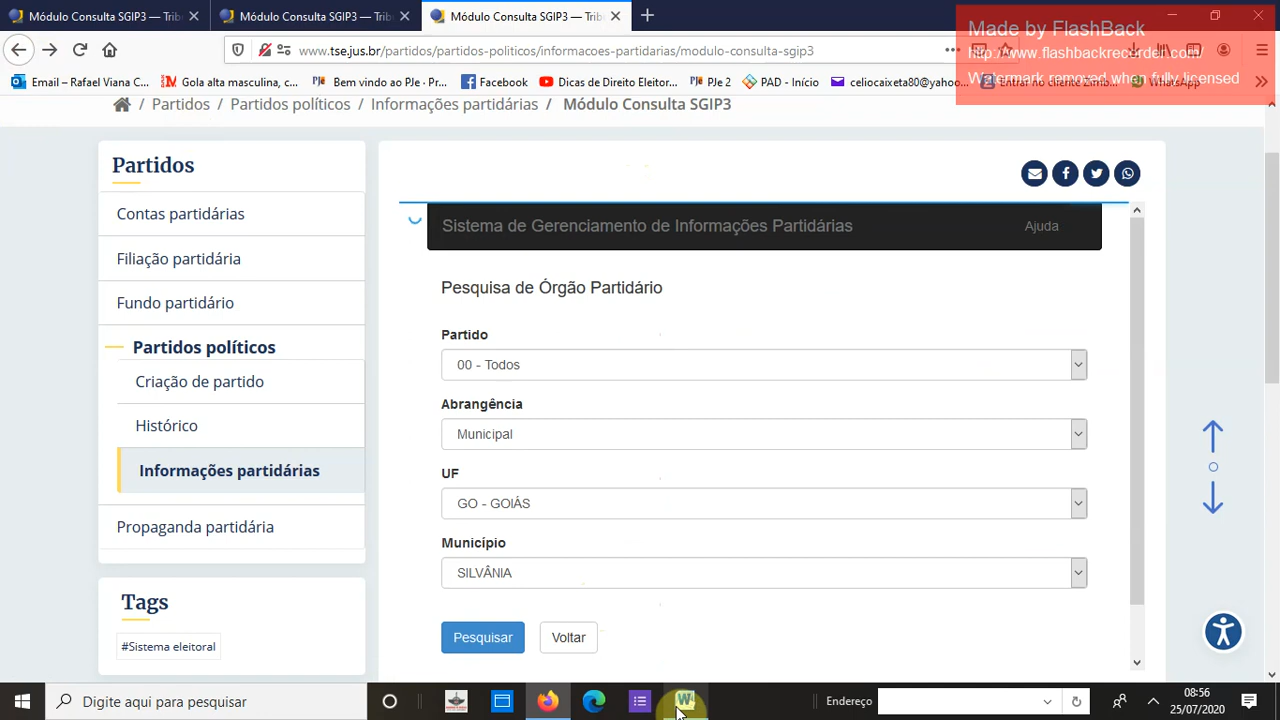 Módulo Consulta SGIP3 — Trib
Módulo Consulta SGIP3 — Trib
Módulo Consulta SGIP3 — Trib
Made by FlashBack
http://www.flashbackrecorder.com/
Watermark removed when fully licensed
www.tse.jus.br/partidos/partidos-politicos/informacoes-partidarias/modulo-consulta-sgip3
Email – Rafael Viana C...
Gola alta masculina, c...
Bem vindo ao PJe · Pr...
Facebook
Dicas de Direito Eleitor...
PJe 2
PAD - Início
celiocaixeta80@yahoo...
Entrar no cliente Zimb...
WhatsApp
/ Partidos / Partidos políticos / Informações partidárias / Módulo Consulta SGIP3
Partidos
Contas partidárias
Filiação partidária
Fundo partidário
Partidos políticos
Criação de partido
Histórico
Informações partidárias
Propaganda partidária
Tags
#Sistema eleitoral
Sistema de Gerenciamento de Informações Partidárias
Ajuda
Pesquisa de Órgão Partidário
Partido
00 - Todos
Abrangência
Municipal
UF
GO - GOIÁS
Município
SILVÂNIA
Pesquisar
Voltar
Digite aqui para pesquisar
Endereço
08:56
25/07/2020